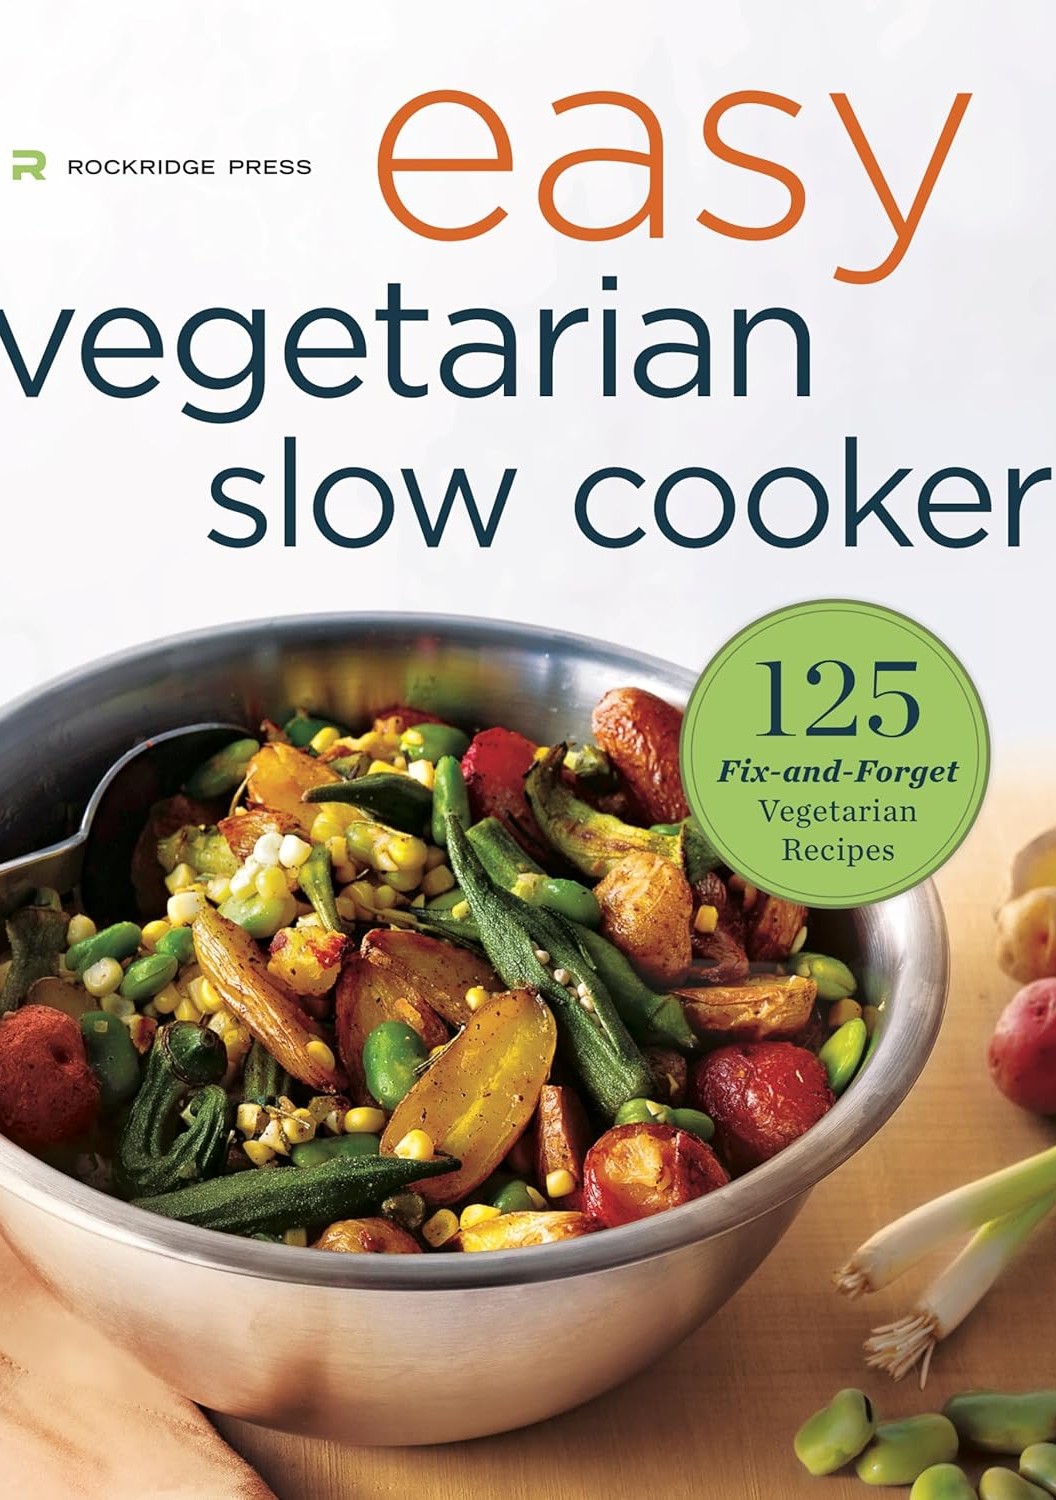 easy
R ROCKRIDGE PRESS
vegetarian
slow cooker
125
Fix-and-Forget
Vegetarian
Recipes